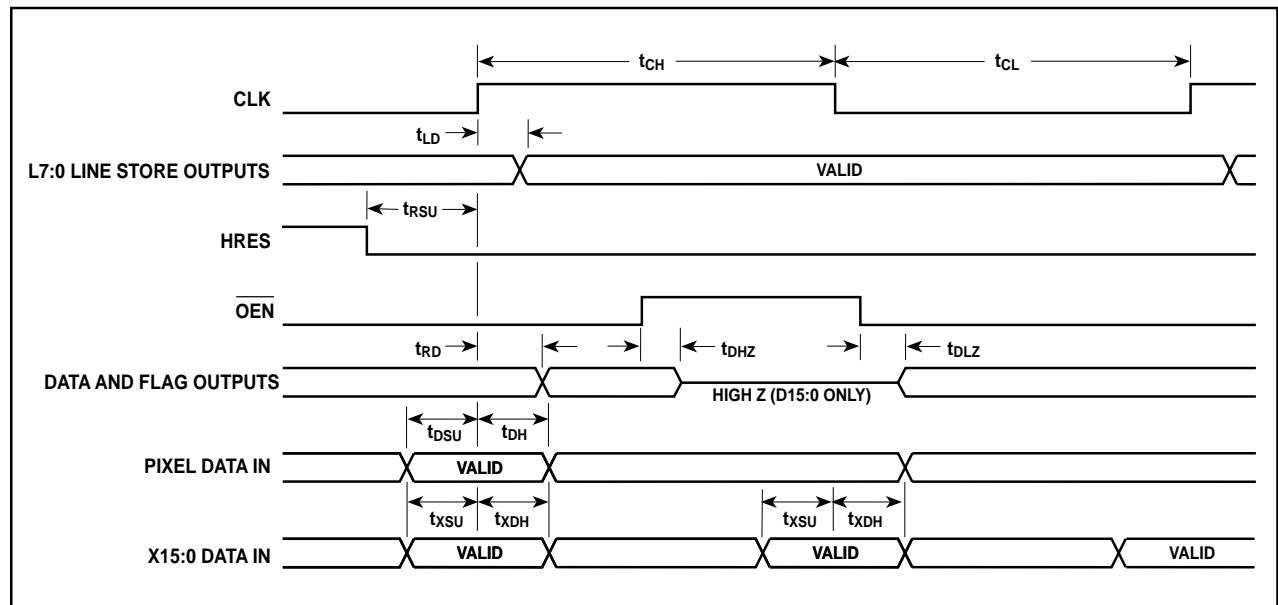 tCH
tCL
CLK
tLD
L7:0 LINE STORE OUTPUTS
VALID
tRSU
HRES
OEN
tRD
tDHZ
tDLZ
DATA AND FLAG OUTPUTS
HIGH Z (D15:0 ONLY)
tDSU
tDH
PIXEL DATA IN
VALID
tXSU
tXDH
tXSU
tXDH
X15:0 DATA IN
VALID
VALID
VALID